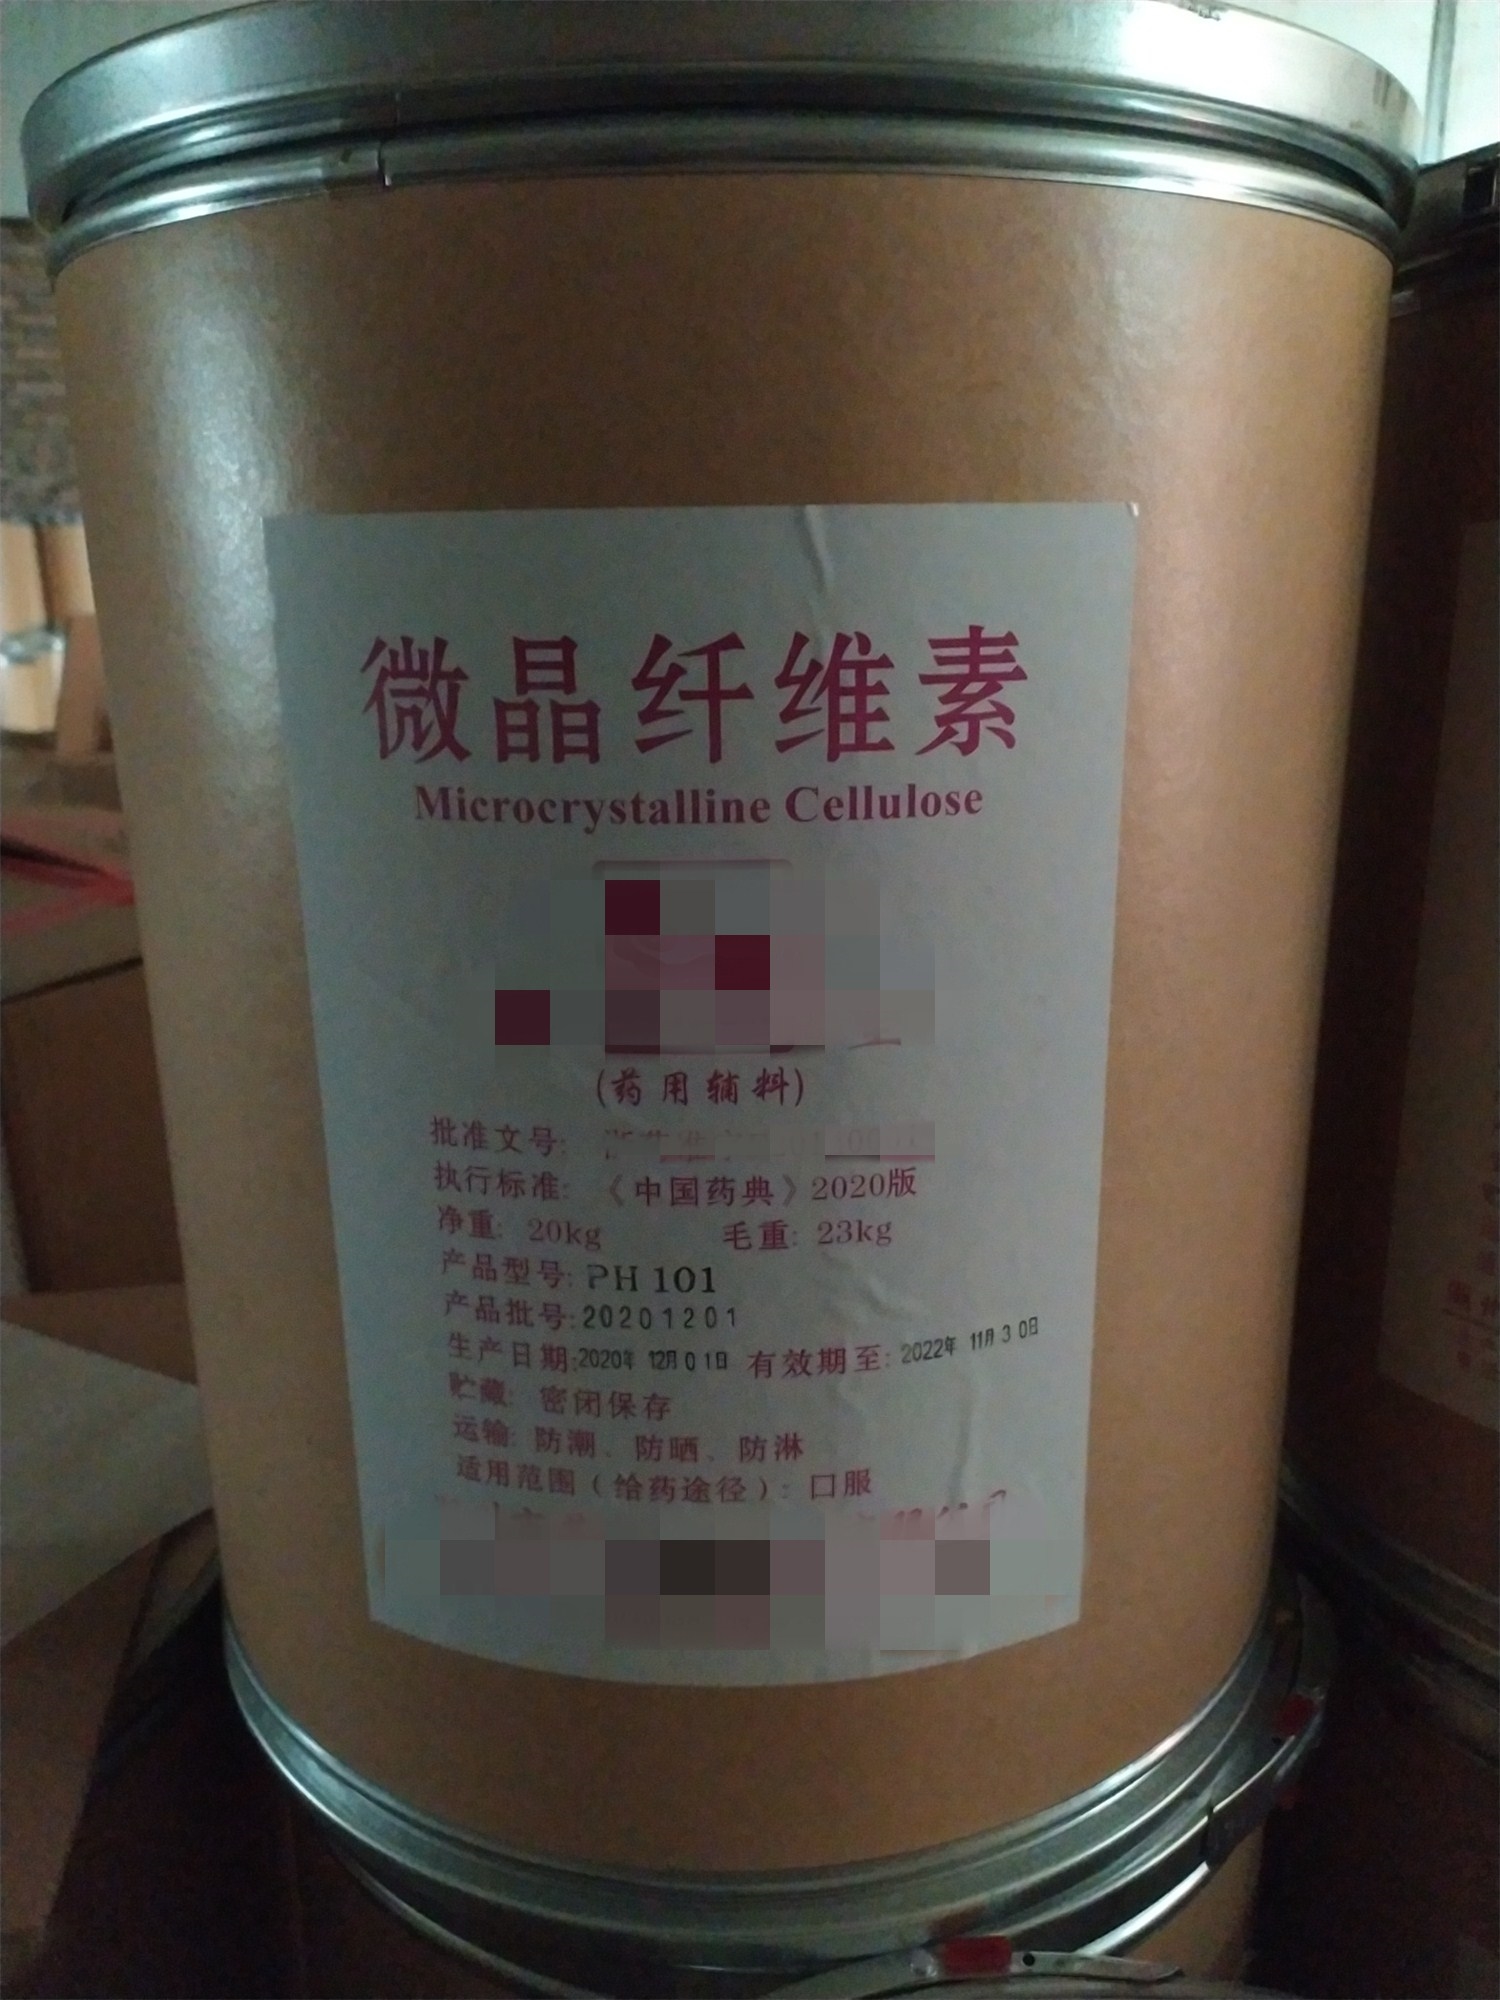 微晶纤维素
Microcrystalline Cellulose
(药用辅料)
批准文号:
执行标准: 《中国药典》2020版
净重: 20kg 毛重: 23kg
产品型号: PH 101
产品批号: 20201201
生产日期: 2020年 12月 01日 有效期至: 2022年 11月 30日
贮藏: 密闭保存
运输: 防潮、防晒、防淋
适用范围(给药途径): 口服